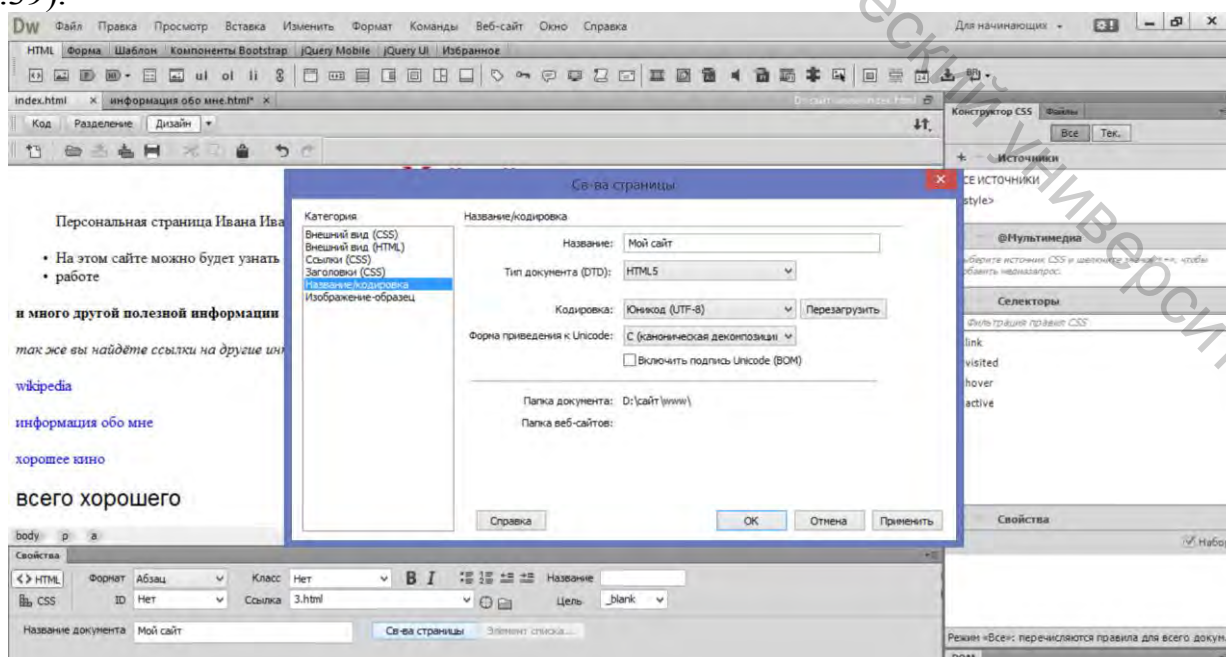 .39).
Dw Файл Правка Просмотр Вставка Изменить Формат Команды Веб-сайт Окно Справка Для начинающих
HTML Форма Шаблон Компоненты Bootstrap jQuery Mobile jQuery UI Избранное
ul ol li
index.html × информация обо мне.html* ×
Код Разделение Дизайн
Персональная страница Ивана Ива
• На этом сайте можно будет узнать
• работе
и много другой полезной информации
так же вы найдёте ссылки на другие
wikipedia
информация обо мне
хорошее кино
всего хорошего
body p a
Св-ва страницы
Категория
Внешний вид (CSS)
Внешний вид (HTML)
Ссылки (CSS)
Заголовки (CSS)
Название/кодировка
Изображение-образец
Название/кодировка
Название: Мой сайт
Тип документа (DTD): HTML5
Кодировка: Юникод (UTF-8) Перезагрузить
Форма приведения к Unicode: C (каноническая декомпозици
Включить подпись Unicode (BOM)
Папка документа: D:\сайт\www\
Папка веб-сайтов:
Справка OK Отмена Применить
Конструктор CSS Файлы
Все Тек.
+ Источники
СЕ ИСТОЧНИКИ
style>
@Мультимедиа
Селекторы
Фильтрация правил CSS
link
visited
hover
active
Свойства
Набор
Режим «Все»: перечисляются правила для всего докум
DOM
Свойства
<> HTML Формат Абзац Класс Нет B I Название
CSS ID Нет Ссылка 3.html Цель _blank
Название документа Мой сайт Св-ва страницы Элемент списка...
ческий университ